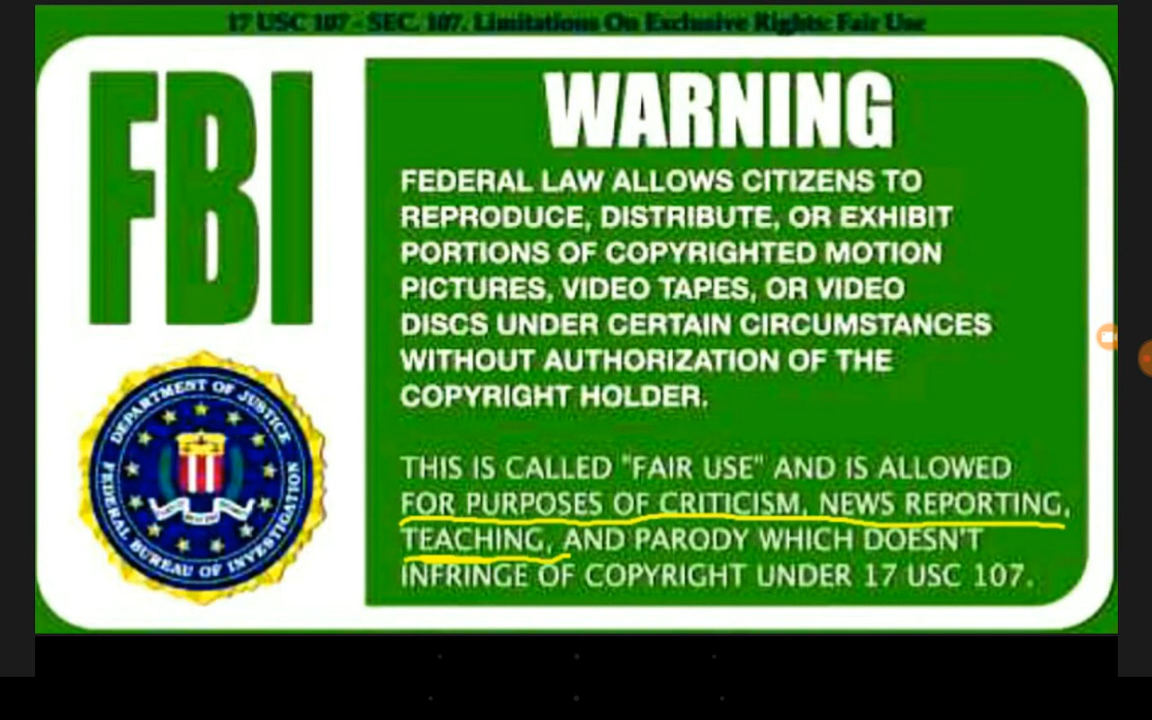 17 USC 107 - SEC. 107. Limitations On Exclusive Rights: Fair Use
FBI
WARNING
FEDERAL LAW ALLOWS CITIZENS TO
REPRODUCE, DISTRIBUTE, OR EXHIBIT
PORTIONS OF COPYRIGHTED MOTION
PICTURES, VIDEO TAPES, OR VIDEO
DISCS UNDER CERTAIN CIRCUMSTANCES
WITHOUT AUTHORIZATION OF THE
COPYRIGHT HOLDER.
THIS IS CALLED "FAIR USE" AND IS ALLOWED
FOR PURPOSES OF CRITICISM, NEWS REPORTING,
TEACHING, AND PARODY WHICH DOESN'T
INFRINGE OF COPYRIGHT UNDER 17 USC 107.
DEPARTMENT OF JUSTICE
FEDERAL BUREAU OF INVESTIGATION